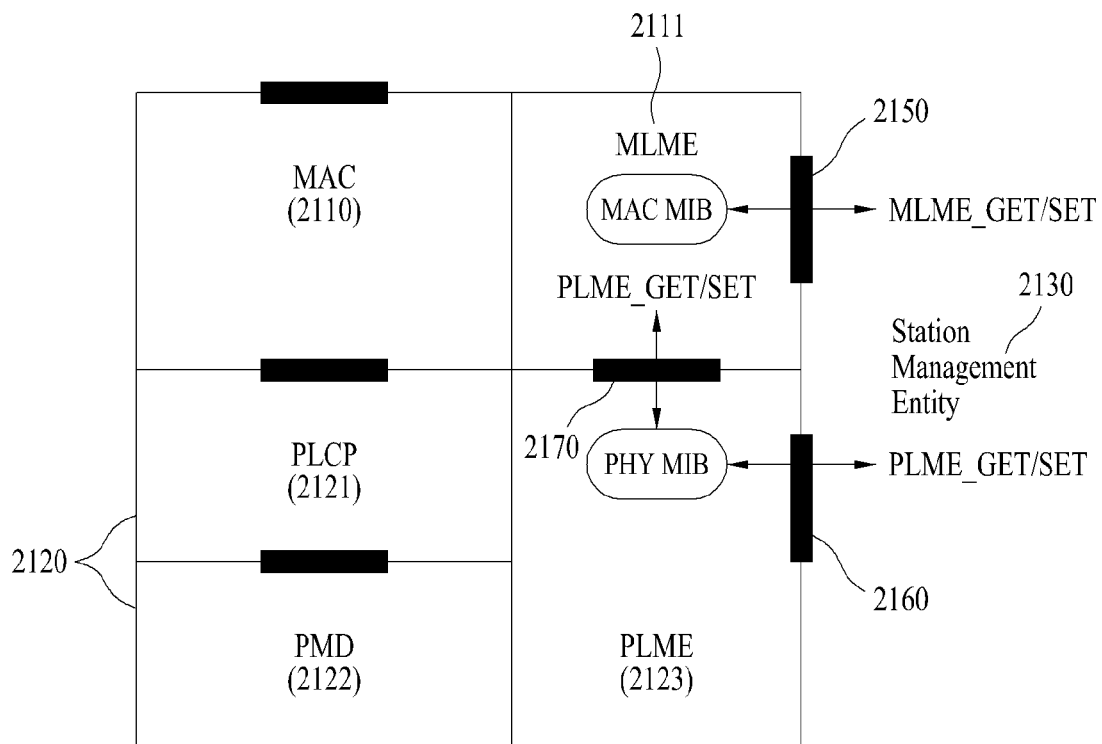 2111
2150
MLME
MAC
(2110)
MAC MIB
MLME_GET/SET
PLME_GET/SET
2130
Station
Management
Entity
2170
PLCP
(2121)
PHY MIB
PLME_GET/SET
2120
2160
PMD
(2122)
PLME
(2123)